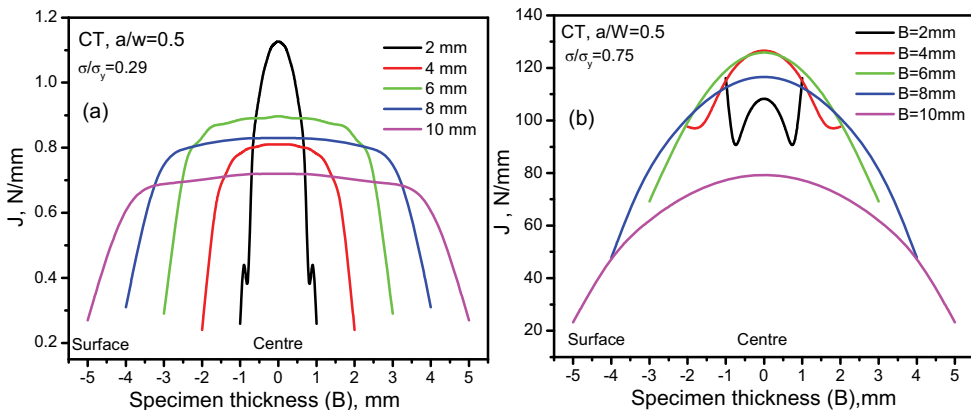 CT, a/w=0.5
σ/σy=0.29
(a)
2 mm
4 mm
6 mm
8 mm
10 mm
J, N/mm
1.2
1.0
0.8
0.6
0.4
0.2
Surface
Centre
-5 -4 -3 -2 -1 0 1 2 3 4 5
Specimen thickness (B), mm
CT, a/W=0.5
σ/σy=0.75
(b)
B=2mm
B=4mm
B=6mm
B=8mm
B=10mm
J , N/mm
140
120
100
80
60
40
20
Surface
Centre
-5 -4 -3 -2 -1 0 1 2 3 4 5
Specimen thickness (B),mm